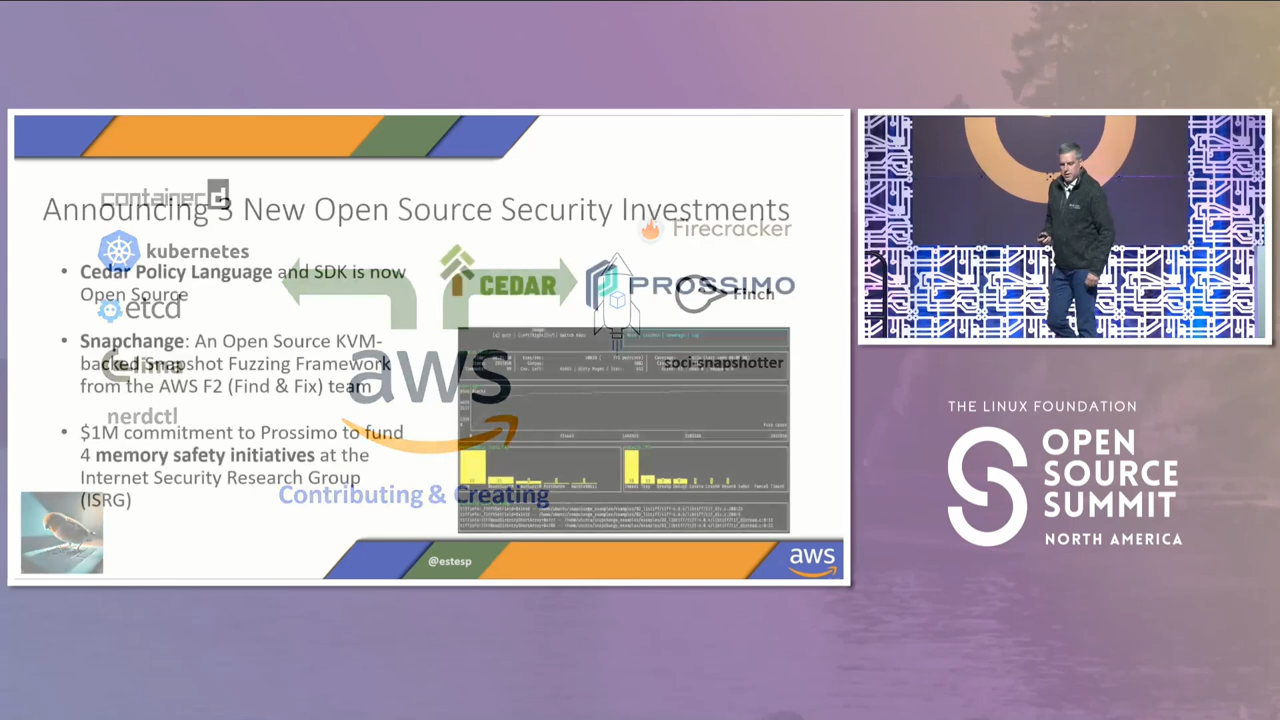 Announcing 3 New Open Source Security Investments
containerd
kubernetes
etcd
Lima
nerdctl
• Cedar Policy Language and SDK is now
Open Source
• Snapchange: An Open Source KVM-
backed Snapshot Fuzzing Framework
from the AWS F2 (Find & Fix) team
• $1M commitment to Prossimo to fund
4 memory safety initiatives at the
Internet Security Research Group
(ISRG)
aws
Contributing & Creating
CEDAR
PROSSIMO
Firecracker
Finch
soci-snapshotter
@estesp
aws
THE LINUX FOUNDATION
OPEN
SOURCE
SUMMIT
NORTH AMERICA